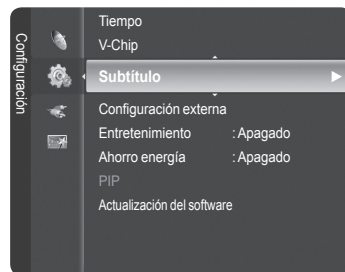 Configuración
Tiempo
V-Chip
Subtítulo
Configuración externa
Entretenimiento : Apagado
Ahorro energía : Apagado
PIP
Actualización del software